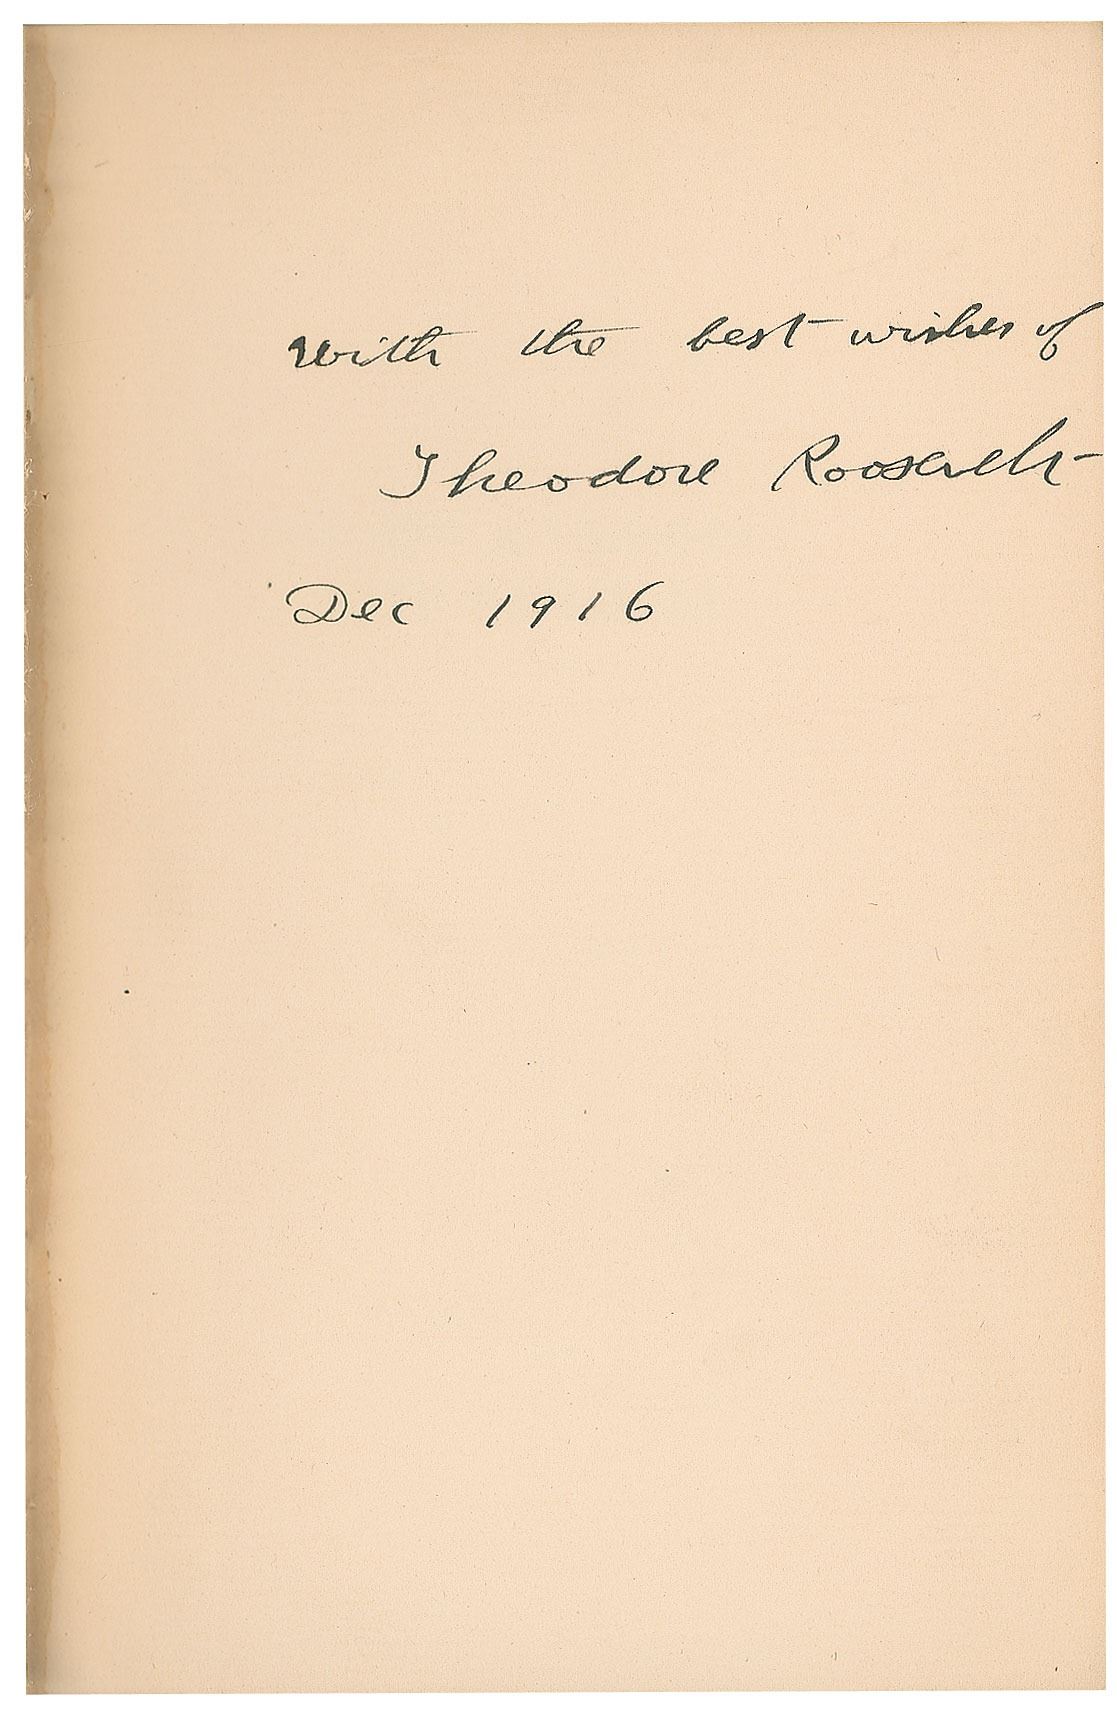 with the best wishes of
Theodore Roosevelt
Dec 1916